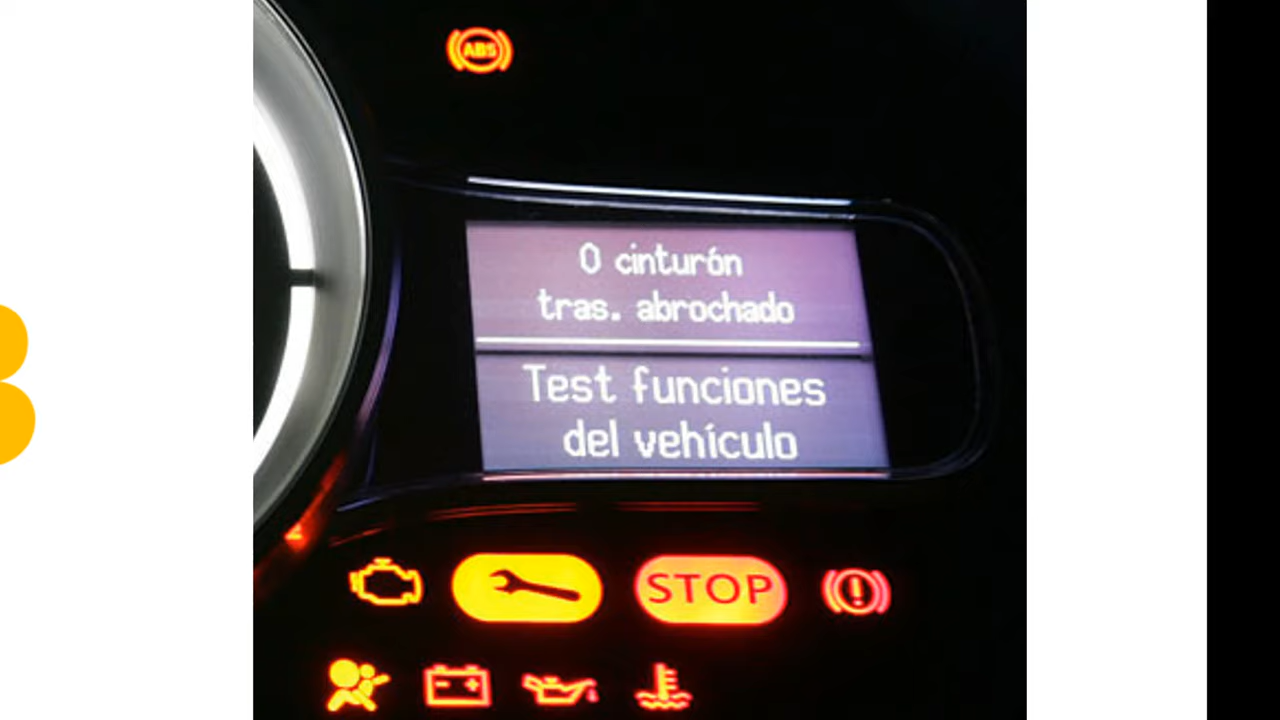 ABS
0 cinturón
tras. abrochado
Test funciones
del vehículo
STOP